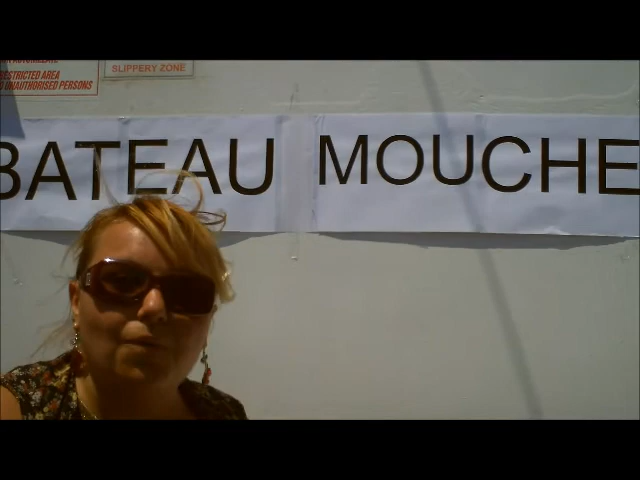 RESTRICTED AREA
UNAUTHORISED PERSONS
SLIPPERY ZONE
BATEAU MOUCHE